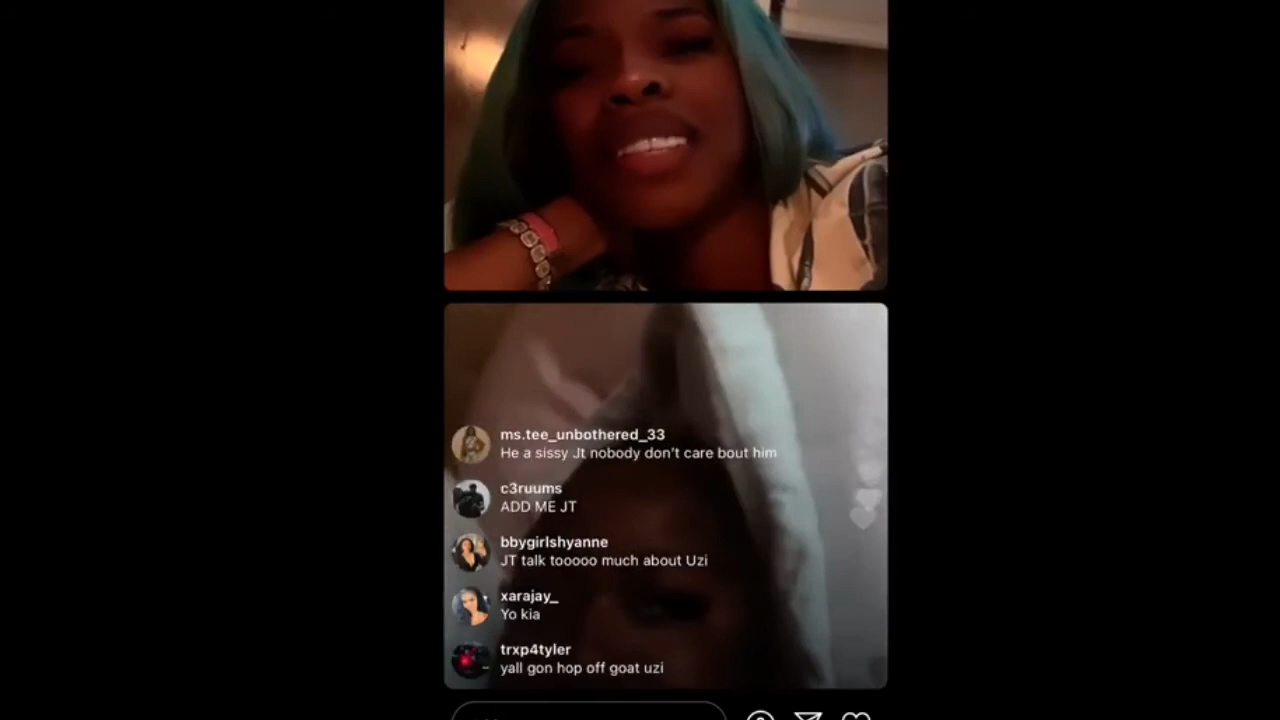 ms.tee_unbothered_33
He a sissy Jt nobody don't care bout him
c3ruums
ADD ME JT
bbygirlshyanne
JT talk tooooo much about Uzi
xarajay_
Yo kia
trxp4tyler
yall gon hop off goat uzi